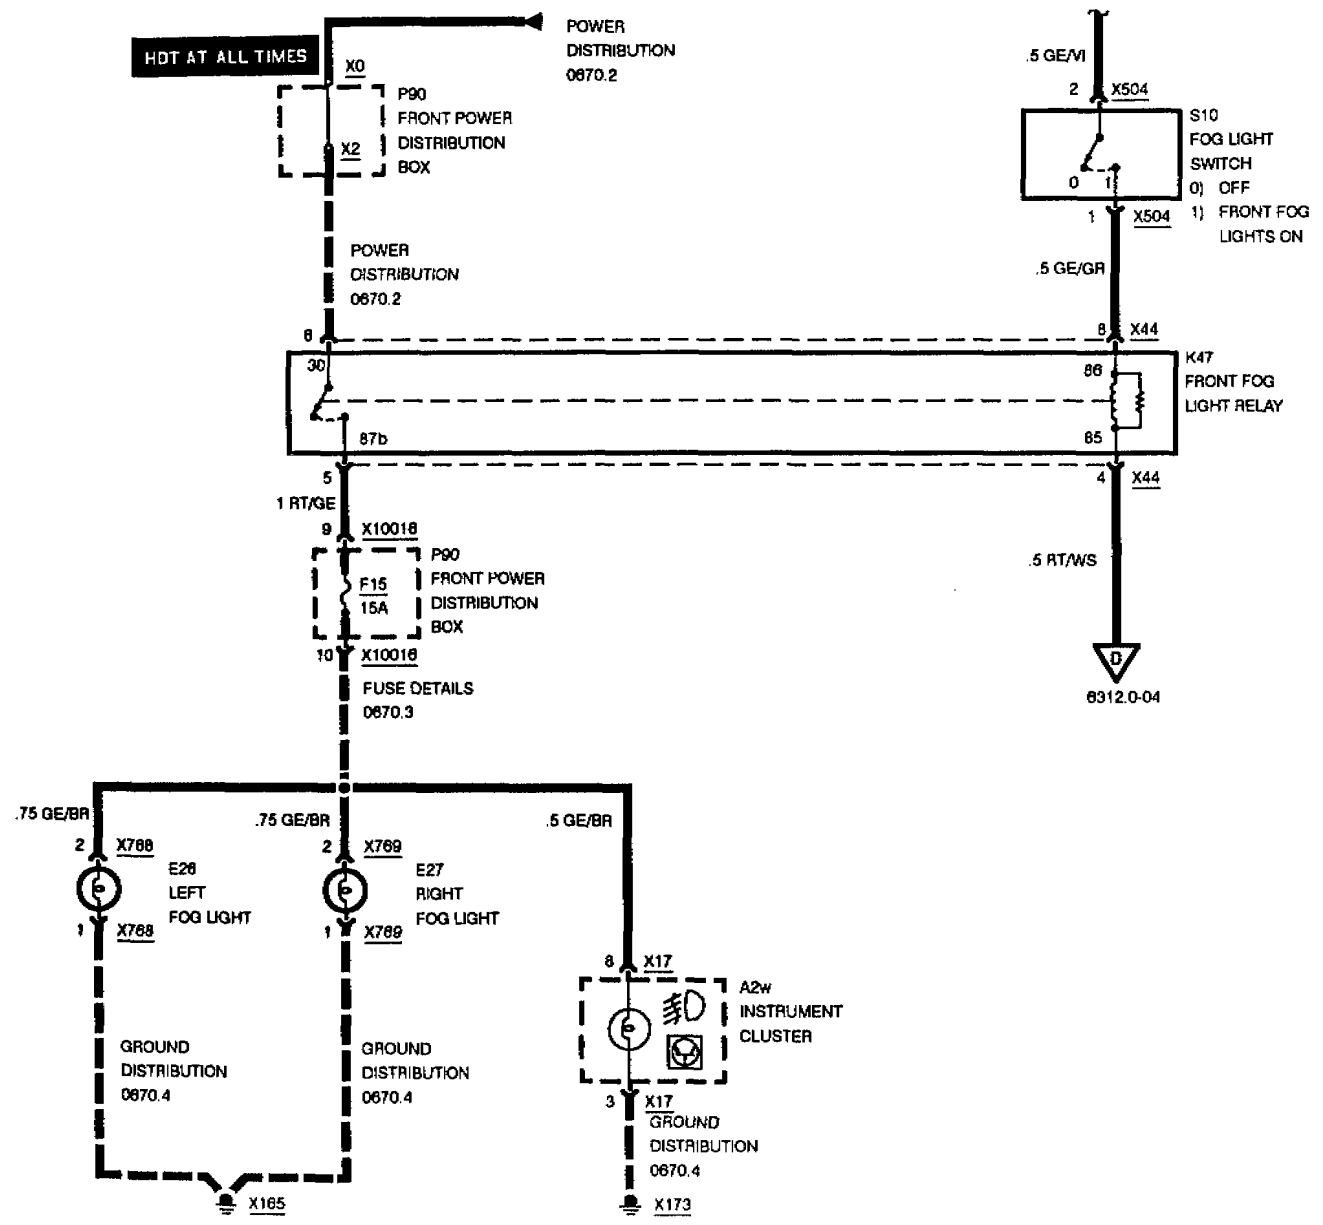 HOT AT ALL TIMES
POWER
DISTRIBUTION
0670.2
X0
P90
FRONT POWER
DISTRIBUTION
BOX
X2
POWER
DISTRIBUTION
0670.2
.5 GE/VI
2
X504
S10
FOG LIGHT
SWITCH
0) OFF
1) FRONT FOG
LIGHTS ON
0
1
1
X504
.5 GE/GR
6
8
X44
30
86
K47
FRONT FOG
LIGHT RELAY
87b
85
5
4
X44
1 RT/GE
9
X10016
P90
FRONT POWER
DISTRIBUTION
BOX
F15
15A
10
X10016
FUSE DETAILS
0670.3
.5 RT/WS
D
6312.0-04
.75 GE/BR
.75 GE/BR
.5 GE/BR
2
X768
E26
LEFT
FOG LIGHT
1
X768
2
X769
E27
RIGHT
FOG LIGHT
1
X769
8
X17
A2w
INSTRUMENT
CLUSTER
3
X17
GROUND
DISTRIBUTION
0670.4
GROUND
DISTRIBUTION
0670.4
GROUND
DISTRIBUTION
0670.4
X165
X173